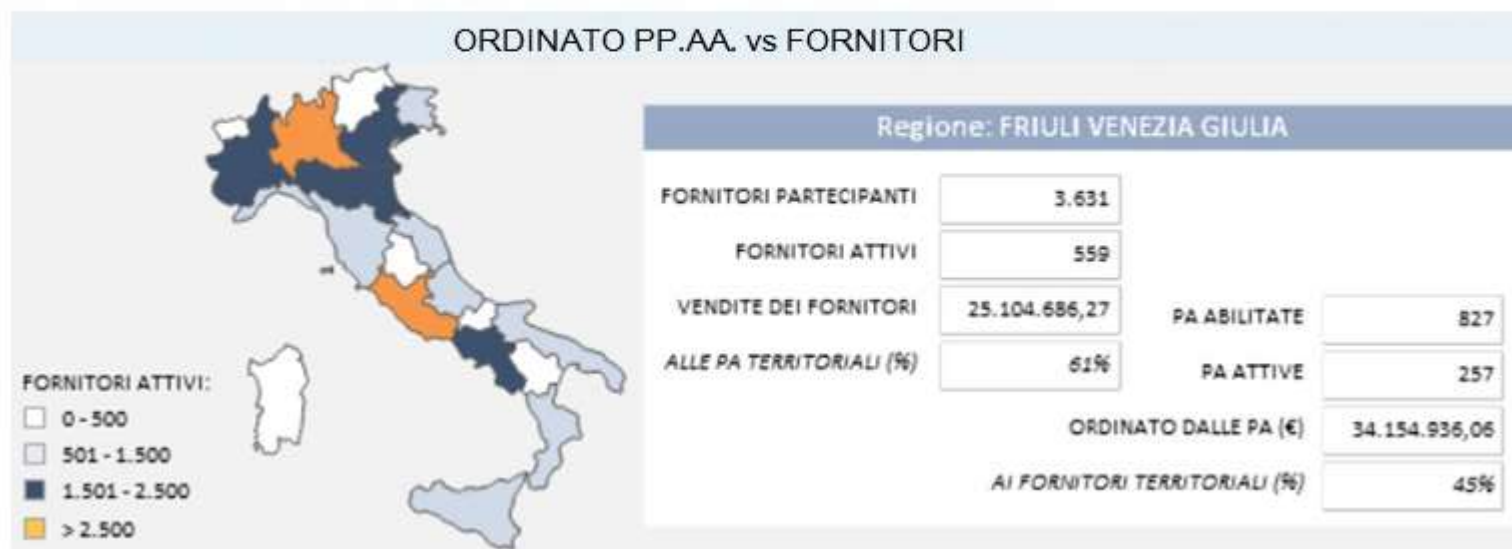 ORDINATO PP.AA. vs FORNITORI
Regione: FRIULI VENEZIA GIULIA
FORNITORI PARTECIPANTI 3.631
FORNITORI ATTIVI 559
VENDITE DEI FORNITORI 25.104.686,27 PA ABILITATE 827
ALLE PA TERRITORIALI (%) 61% PA ATTIVE 257
ORDINATO DALLE PA (€) 34.154.936,06
AI FORNITORI TERRITORIALI (%) 45%
FORNITORI ATTIVI:
0 - 500
501 - 1.500
1.501 - 2.500
> 2.500